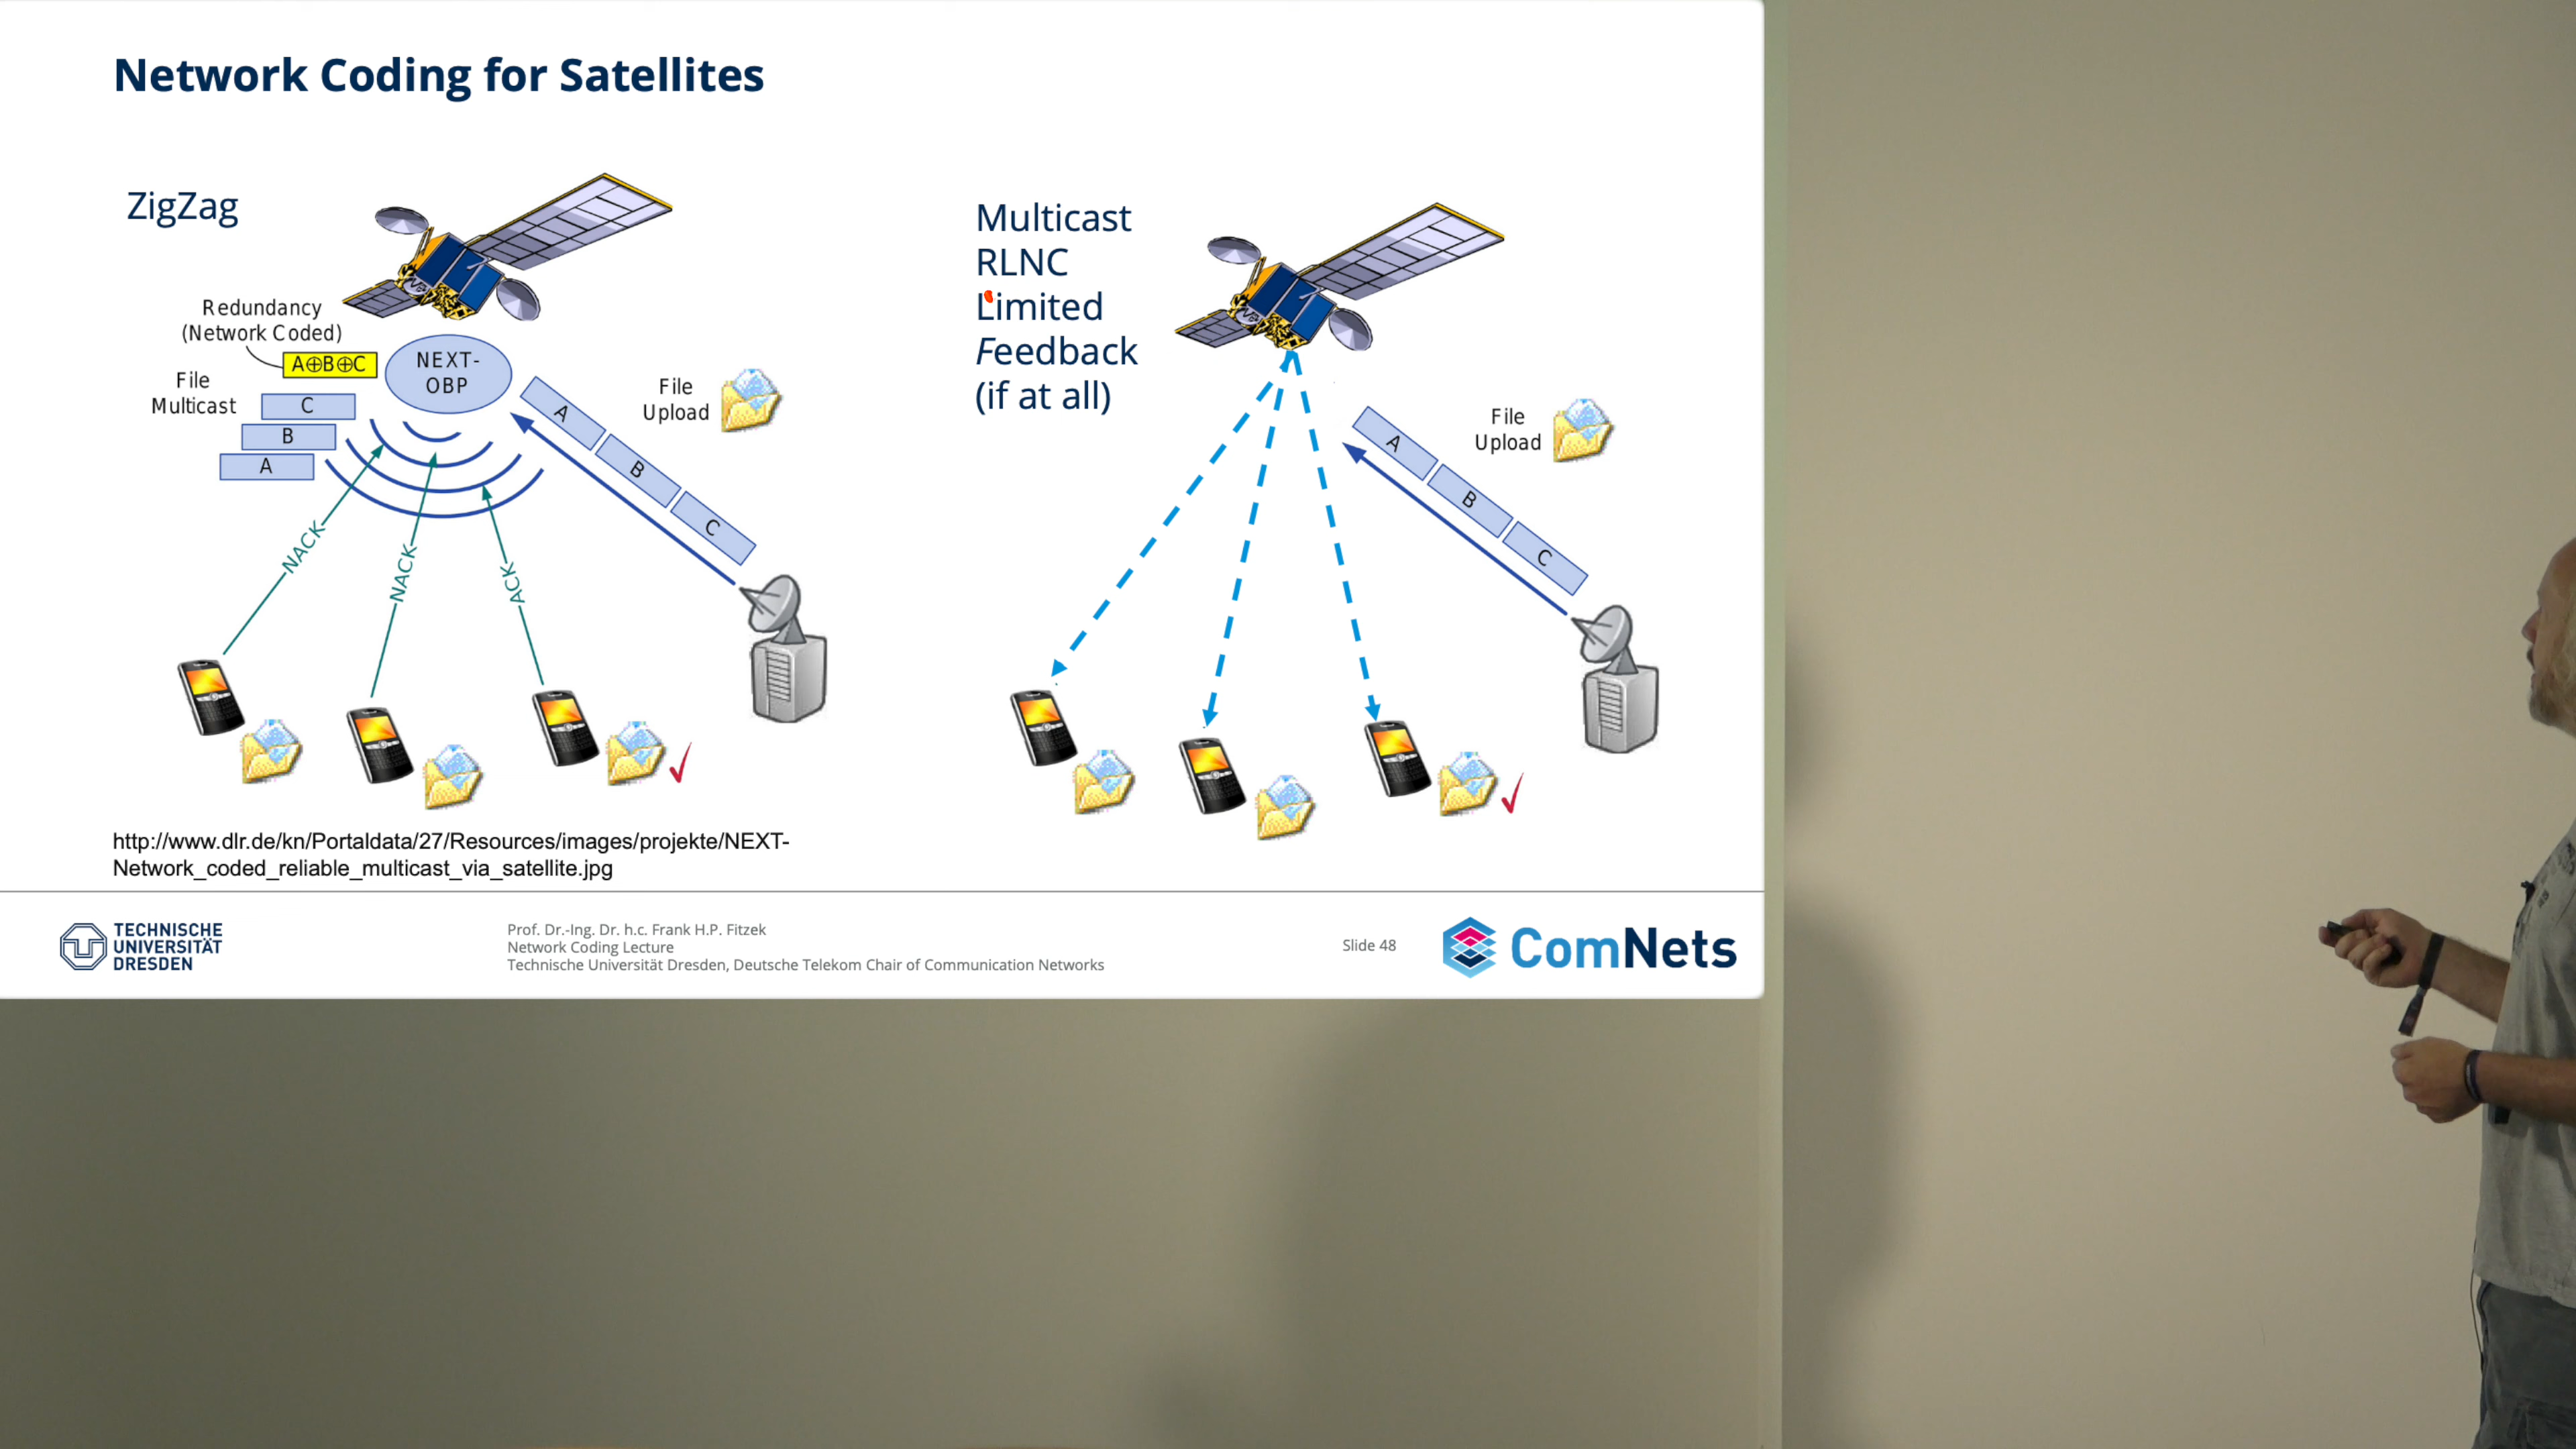 Network Coding for Satellites
ZigZag
Redundancy
(Network Coded)
A⊕B⊕C
NEXT-
OBP
File
Multicast
C
B
A
File
Upload
A
B
C
NACK
NACK
ACK
http://www.dlr.de/kn/Portaldata/27/Resources/images/projekte/NEXT-
Network_coded_reliable_multicast_via_satellite.jpg
Multicast
RLNC
Limited
Feedback
(if at all)
File
Upload
A
B
C
TECHNISCHE
UNIVERSITÄT
DRESDEN
Prof. Dr.-Ing. Dr. h.c. Frank H.P. Fitzek
Network Coding Lecture
Technische Universität Dresden, Deutsche Telekom Chair of Communication Networks
Slide 48
ComNets